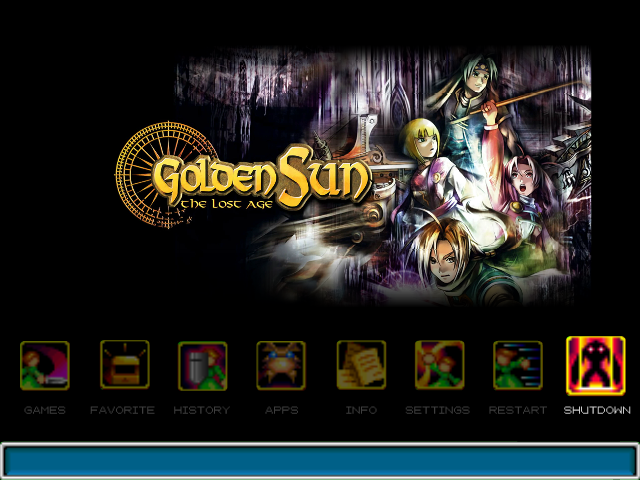 GOLDEN SUN
THE LOST AGE
GAMES FAVORITE HISTORY APPS INFO SETTINGS RESTART SHUTDOWN